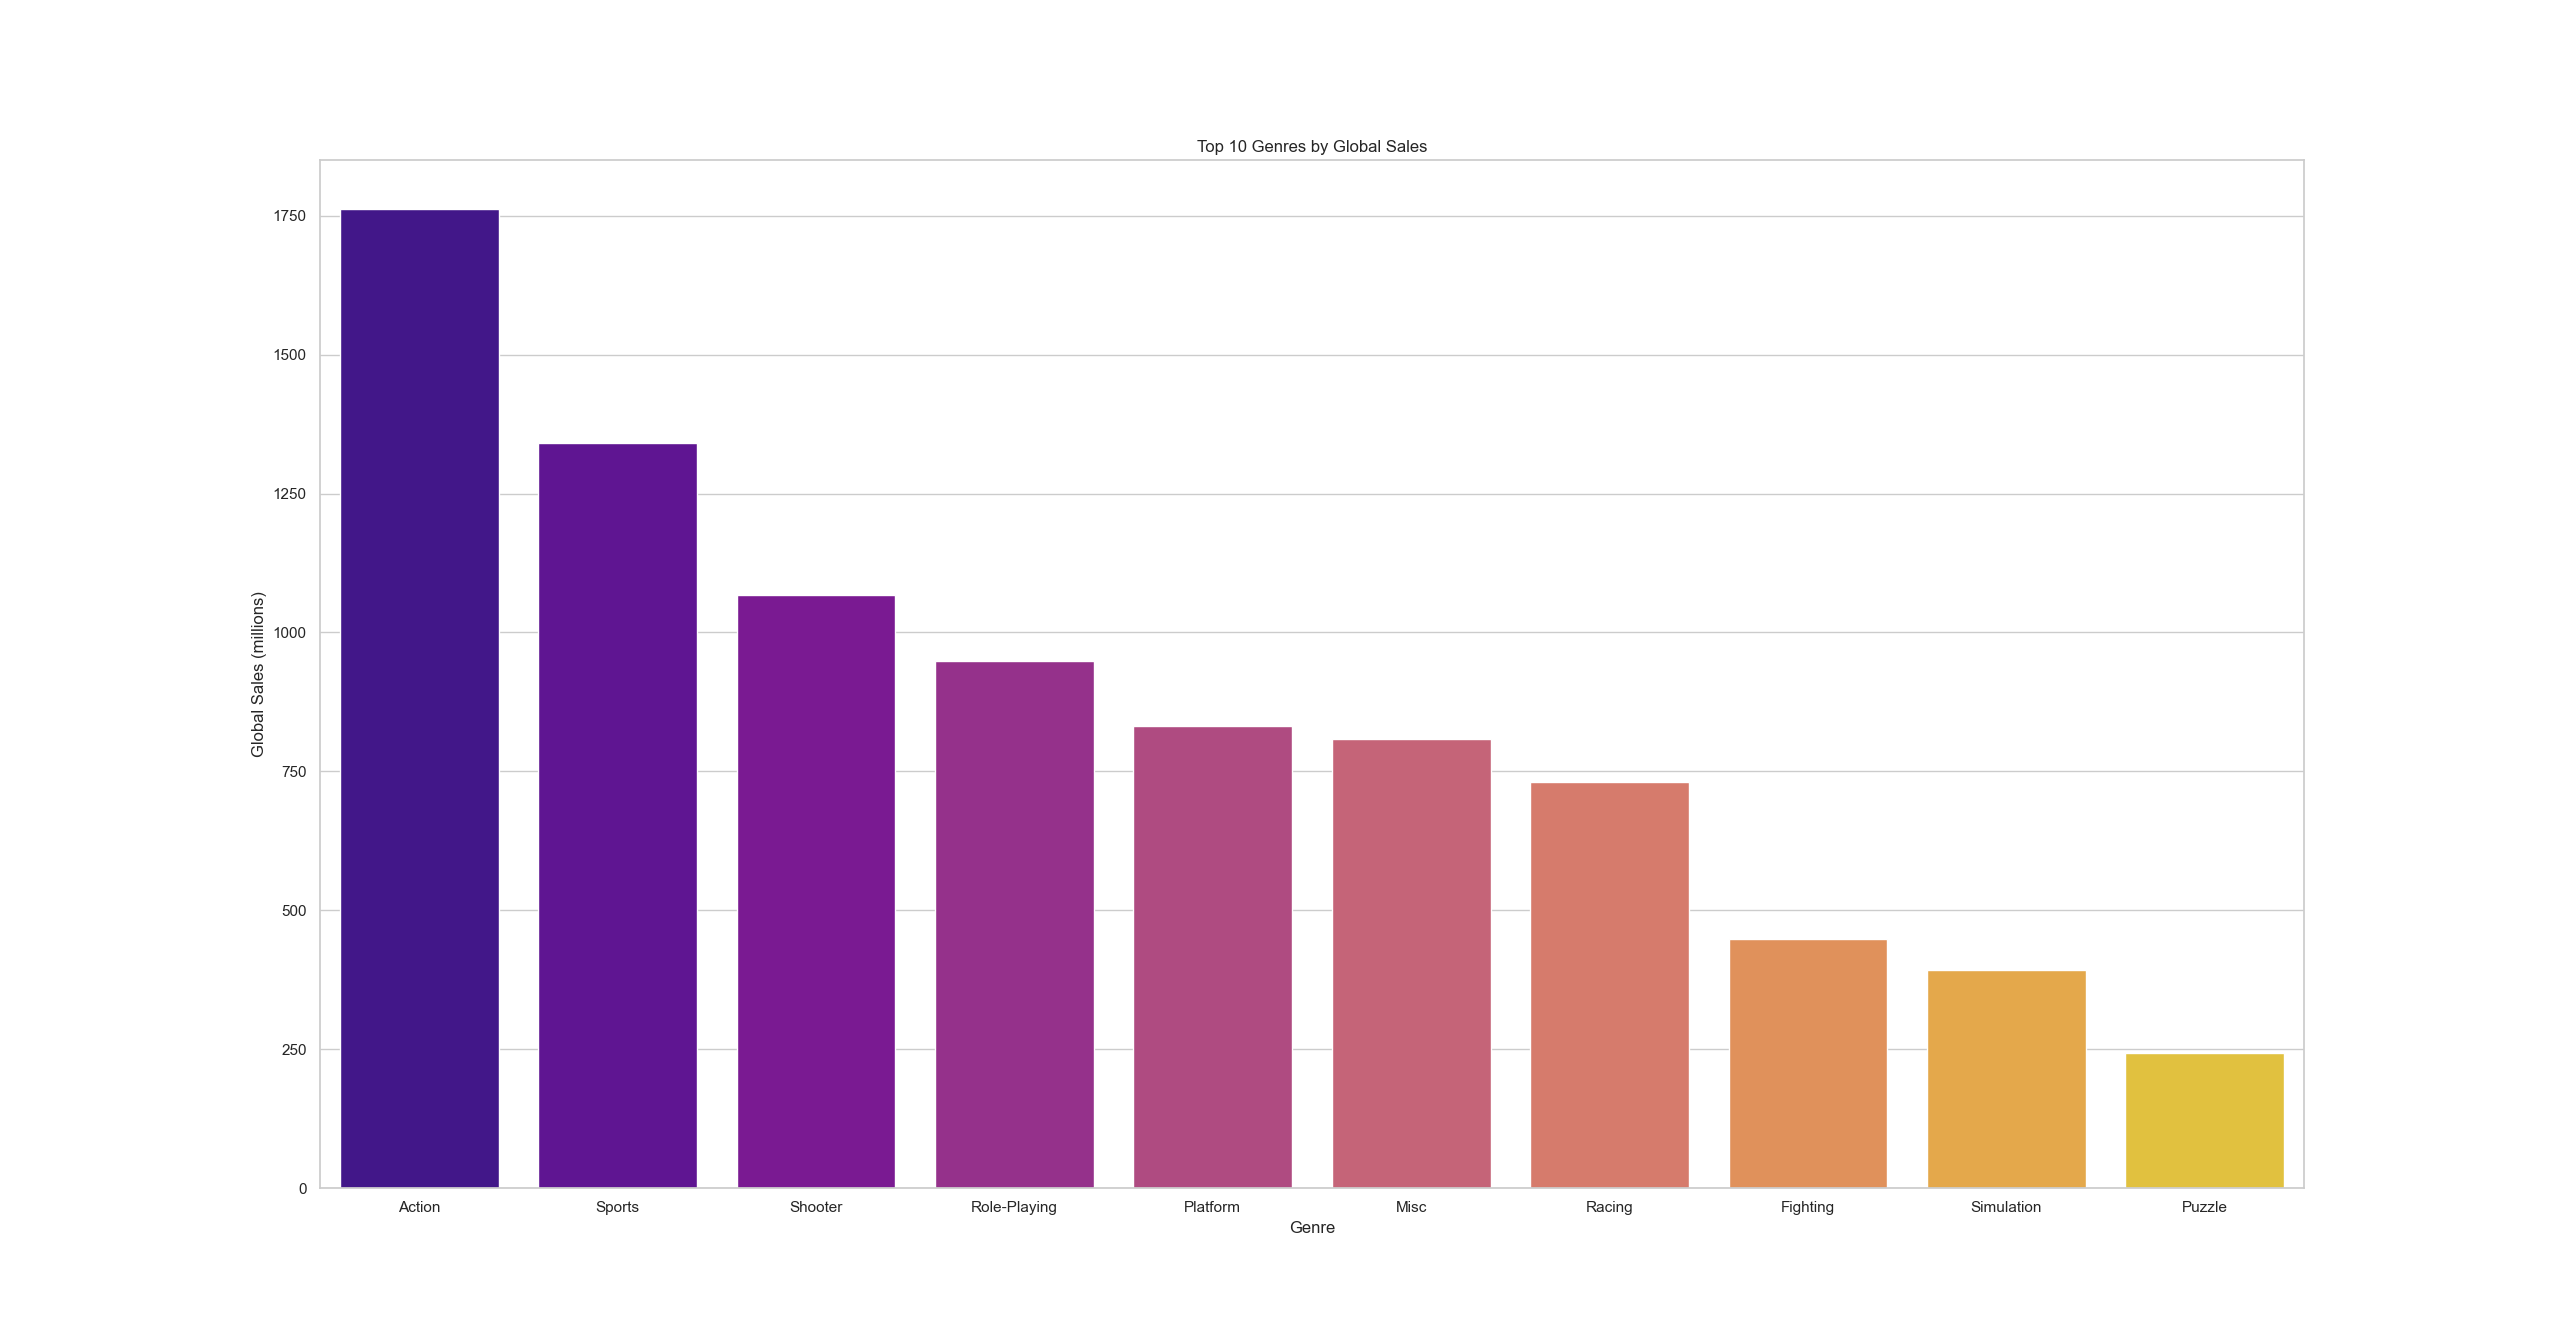 Top 10 Genres by Global Sales
Global Sales (millions)
1750
1500
1250
1000
750
500
250
0
Action Sports Shooter Role-Playing Platform Misc Racing Fighting Simulation Puzzle
Genre